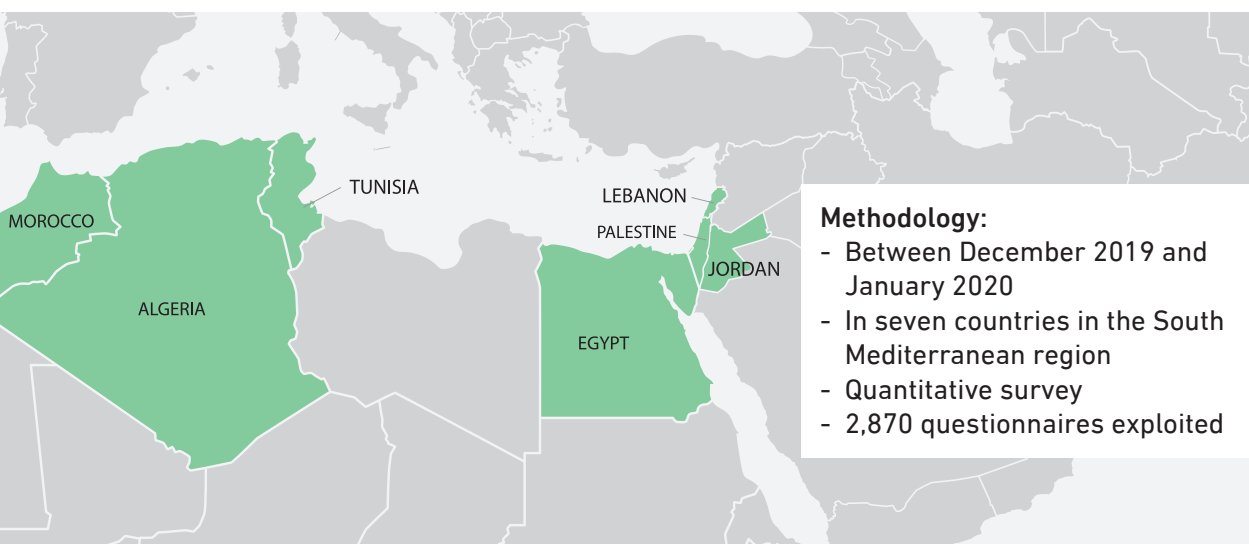 TUNISIA
LEBANON
MOROCCO
PALESTINE
JORDAN
ALGERIA
EGYPT
Methodology:
- Between December 2019 and
January 2020
- In seven countries in the South
Mediterranean region
- Quantitative survey
- 2,870 questionnaires exploited